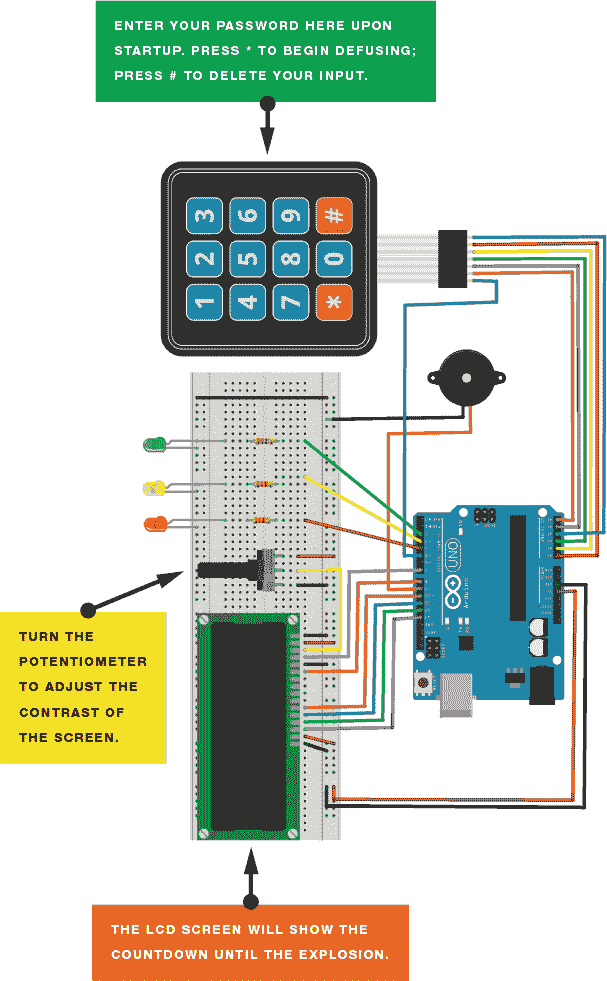 ENTER YOUR PASSWORD HERE UPON
STARTUP. PRESS * TO BEGIN DEFUSING;
PRESS # TO DELETE YOUR INPUT.
3 6 9 #
2 5 8 0
1 4 7 *
UNO
Arduino
TURN THE
POTENTIOMETER
TO ADJUST THE
CONTRAST OF
THE SCREEN.
THE LCD SCREEN WILL SHOW THE
COUNTDOWN UNTIL THE EXPLOSION.